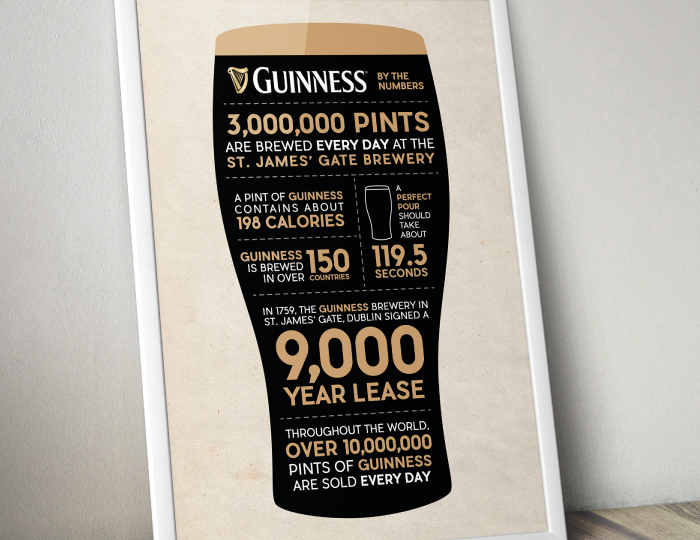 GUINNESS® BY THE
NUMBERS
3,000,000 PINTS
ARE BREWED EVERY DAY AT THE
ST. JAMES' GATE BREWERY
A PINT OF GUINNESS
CONTAINS ABOUT
198 CALORIES
A
PERFECT
POUR
SHOULD
TAKE
ABOUT
119.5
SECONDS
GUINNESS
IS BREWED
IN OVER
150
COUNTRIES
IN 1759, THE GUINNESS BREWERY IN
ST. JAMES' GATE, DUBLIN SIGNED A
9,000
YEAR LEASE
THROUGHOUT THE WORLD,
OVER 10,000,000
PINTS OF GUINNESS
ARE SOLD EVERY DAY